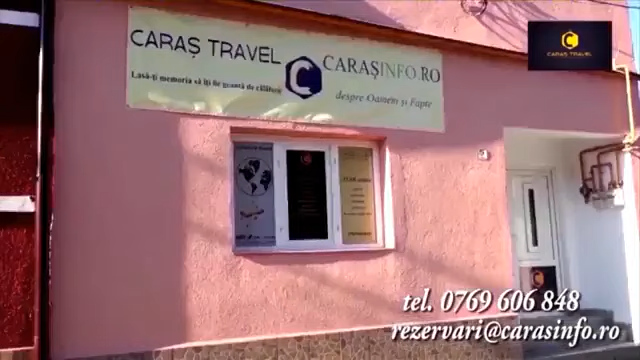 CARAȘ TRAVEL
CARAȘINFO.RO
Lasă-ți memoria să îți fie geantă de călătorie
despre Oameni și Fapte
CARAȘ TRAVEL
tel. 0769 606 848
rezervari@carasinfo.ro